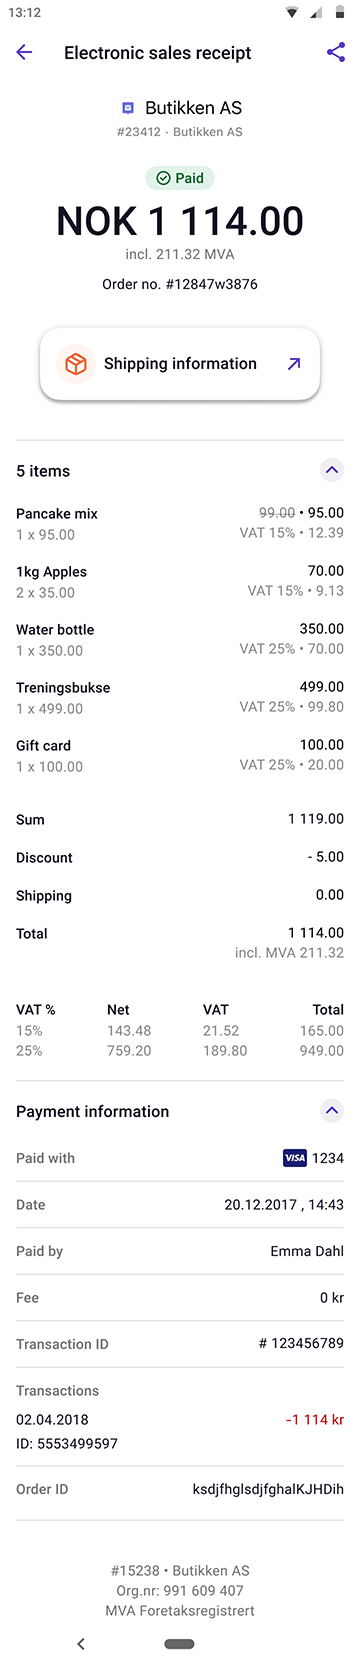 13:12
Electronic sales receipt
Butikken AS
#23412 · Butikken AS
Paid
NOK 1 114.00
incl. 211.32 MVA
Order no. #12847w3876
Shipping information
5 items
Pancake mix 99.00 • 95.00
1 x 95.00 VAT 15% • 12.39
1kg Apples 70.00
2 x 35.00 VAT 15% • 9.13
Water bottle 350.00
1 x 350.00 VAT 25% • 70.00
Treningsbukse 499.00
1 x 499.00 VAT 25% • 99.80
Gift card 100.00
1 x 100.00 VAT 25% • 20.00
Sum 1 119.00
Discount - 5.00
Shipping 0.00
Total 1 114.00
incl. MVA 211.32
VAT % Net VAT Total
15% 143.48 21.52 165.00
25% 759.20 189.80 949.00
Payment information
Paid with VISA 1234
Date 20.12.2017 , 14:43
Paid by Emma Dahl
Fee 0 kr
Transaction ID # 123456789
Transactions
02.04.2018 -1 114 kr
ID: 5553499597
Order ID ksdjfhglsdjfghalKJHDih
#15238 • Butikken AS
Org.nr: 991 609 407
MVA Foretaksregistrert